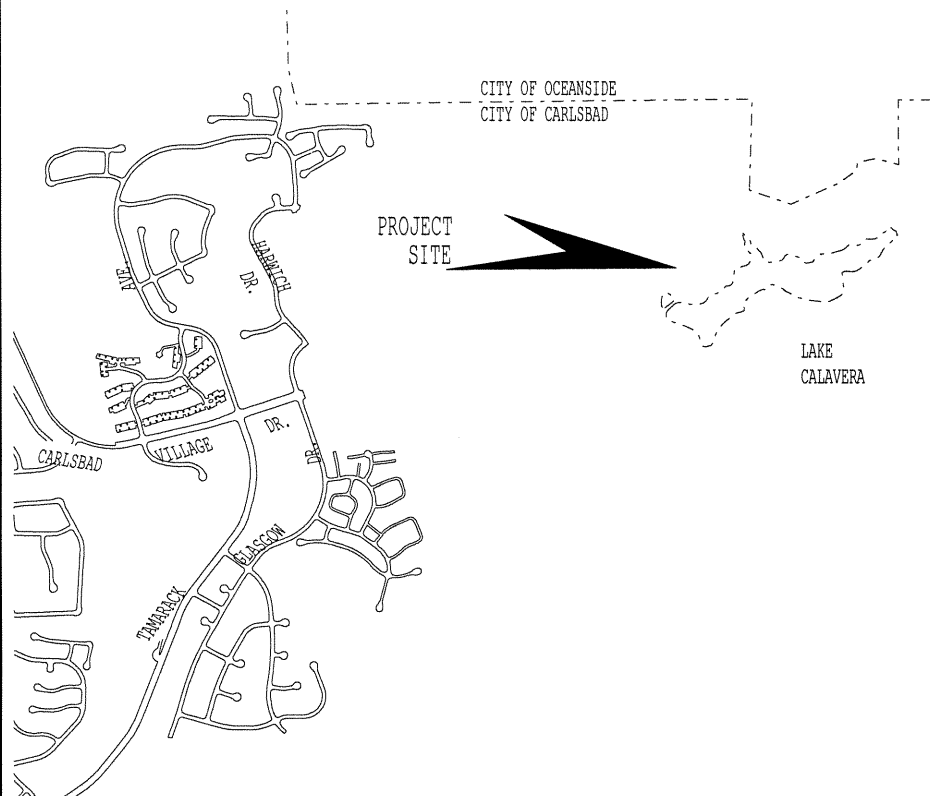 CITY OF OCEANSIDE
CITY OF CARLSBAD
PROJECT
SITE
HARWICH
DR.
AVE.
LAKE
CALAVERA
CARLSBAD
VILLAGE
DR.
DR.
GLASGOW
TAMARACK